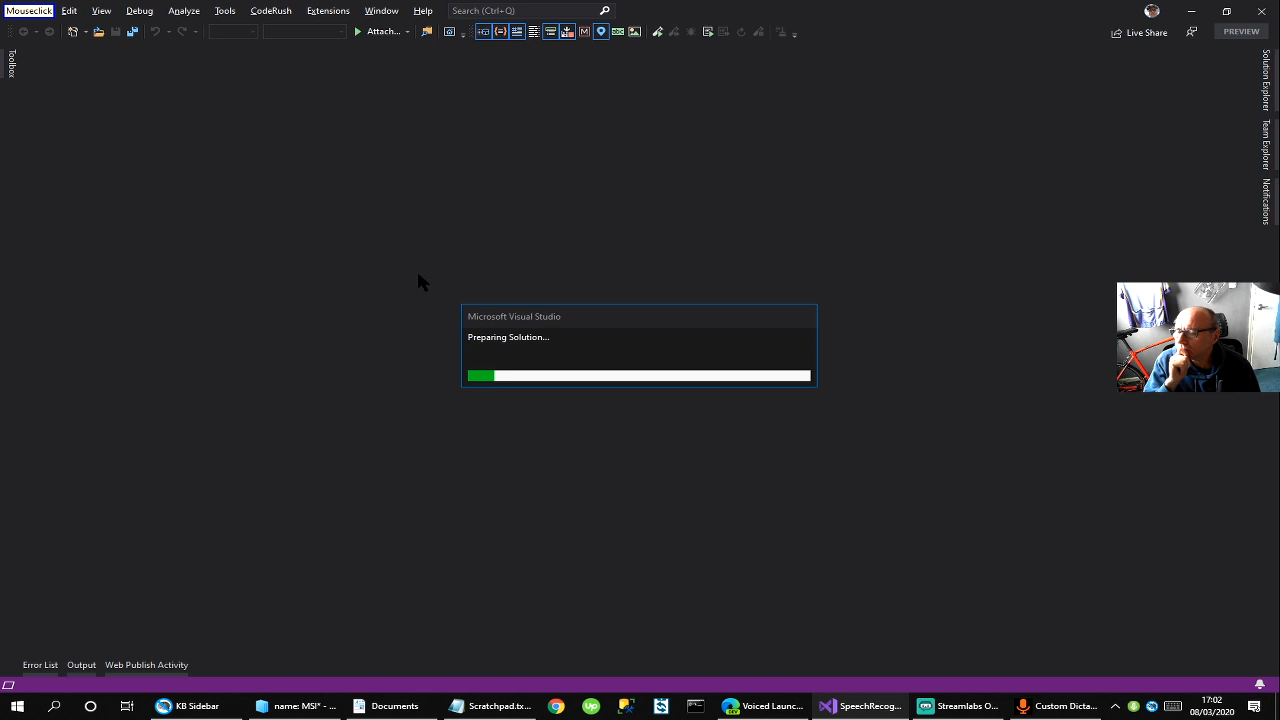 Mouseclick Edit View Debug Analyze Tools CodeRush Extensions Window Help Search (Ctrl+Q)
Attach... Live Share PREVIEW
Toolbox
Solution Explorer
Team Explorer
Notifications
Microsoft Visual Studio
Preparing Solution...
Error List Output Web Publish Activity
KB Sidebar name: MSI* - ... Documents Scratchpad.tx... Voiced Launc... SpeechRecog... Streamlabs O... Custom Dicta... 17:02
08/03/2020